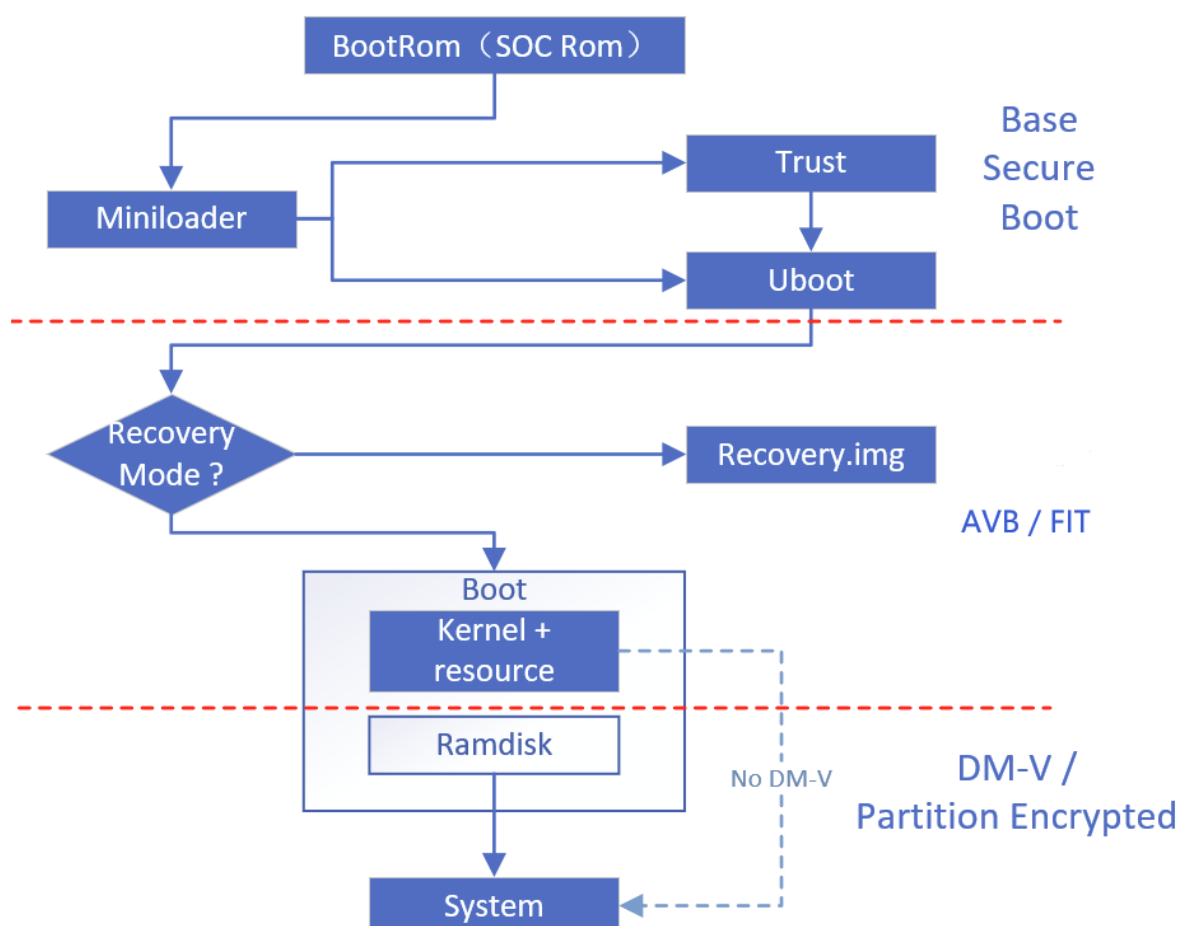 BootRom（SOC Rom）
Base
Secure
Boot
Trust
Miniloader
Uboot
Recovery
Mode ?
Recovery.img
AVB / FIT
Boot
Kernel +
resource
Ramdisk
No DM-V
DM-V /
Partition Encrypted
System